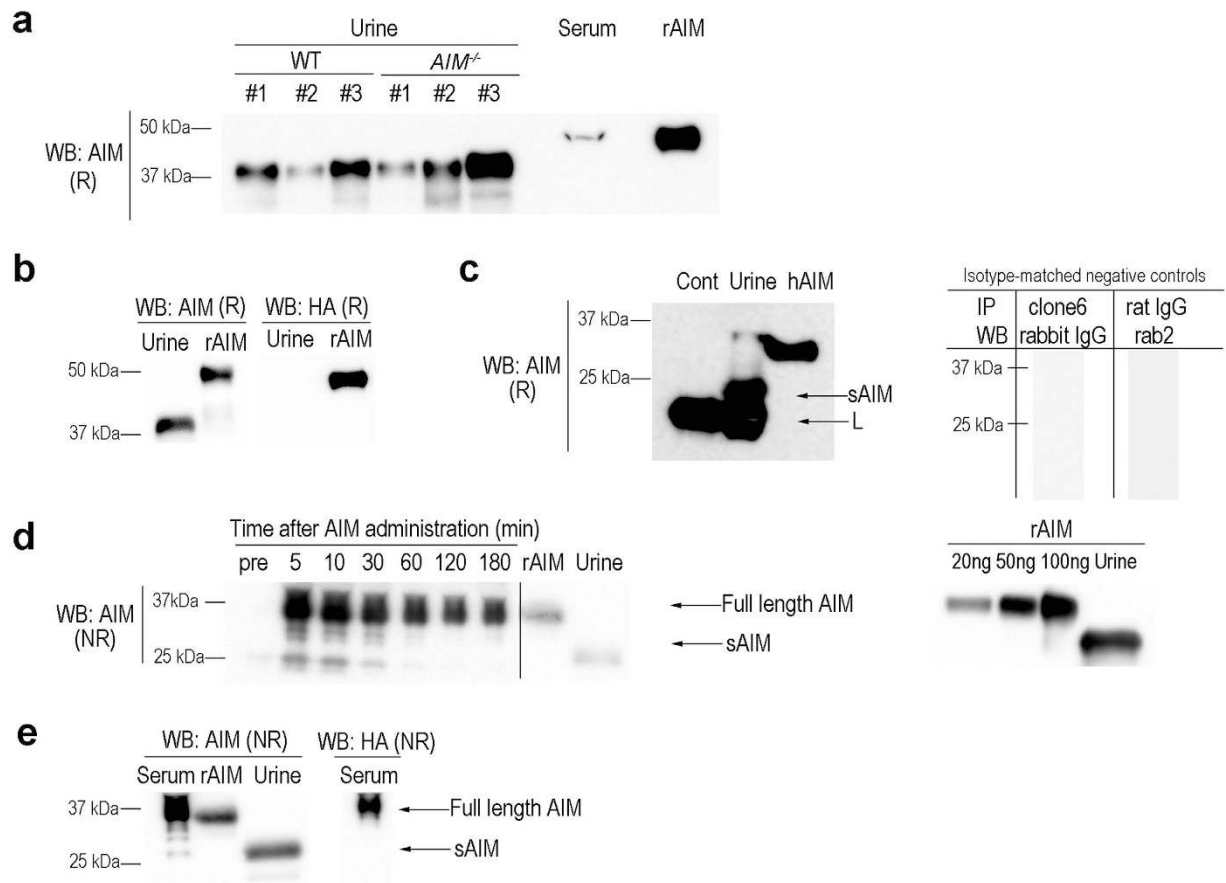 a
Urine Serum rAIM
WT AIM-/-
#1 #2 #3 #1 #2 #3
WB: AIM
(R)
50 kDa
37 kDa
b
WB: AIM (R) WB: HA (R)
Urine rAIM Urine rAIM
50 kDa
37 kDa
c
Cont Urine hAIM
WB: AIM
(R)
37 kDa
25 kDa
sAIM
L
Isotype-matched negative controls
IP clone6 rat IgG
WB rabbit IgG rab2
37 kDa
25 kDa
d
Time after AIM administration (min)
pre 5 10 30 60 120 180 rAIM Urine
WB: AIM
(NR)
37kDa
25 kDa
Full length AIM
sAIM
rAIM
20ng 50ng 100ng Urine
e
WB: AIM (NR) WB: HA (NR)
Serum rAIM Urine Serum
37 kDa
25 kDa
Full length AIM
sAIM